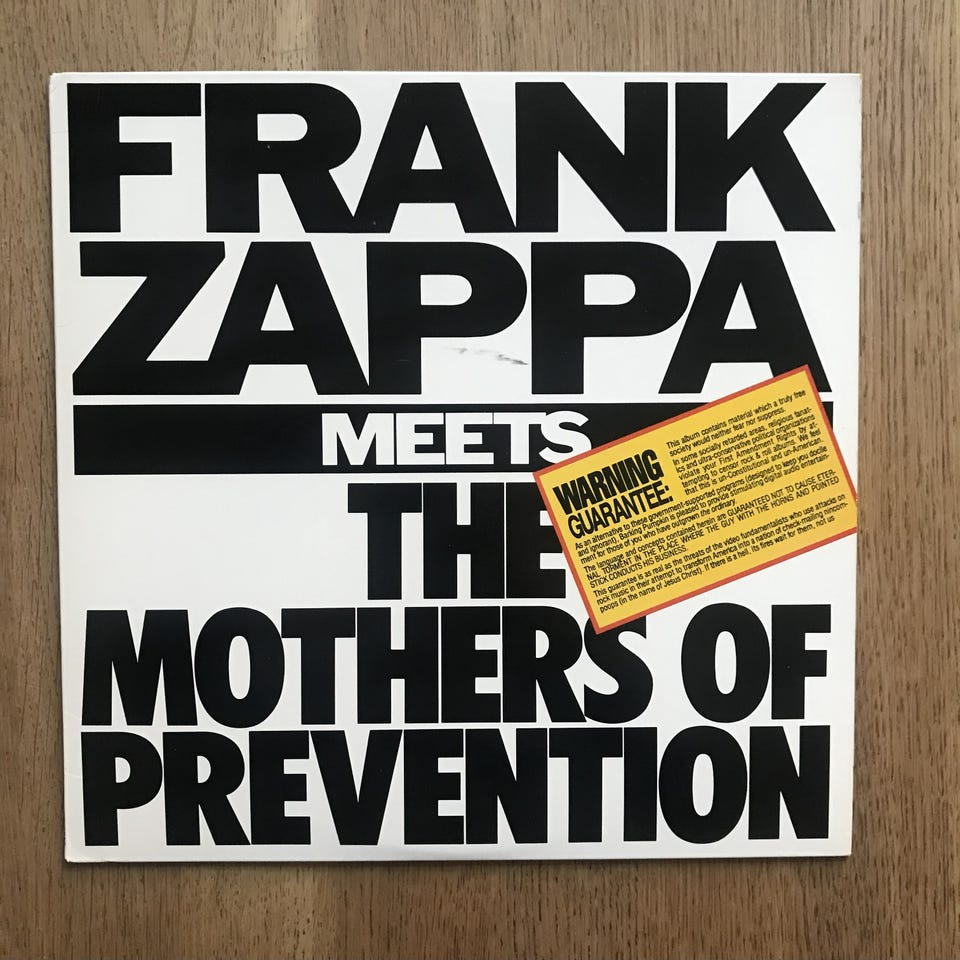 FRANK
ZAPPA
MEETS
THE
MOTHERS OF
PREVENTION
WARNING
GUARANTEE:
This album contains material which a truly free
society would neither fear nor suppress.
In some socially retarded areas, religious fanat-
ics and ultra-conservative political organizations
violate your First Amendment Rights by at-
tempting to censor rock & roll albums. We feel
that this is un-Constitutional and un-American.
As an alternative to these government-supported programs (designed to keep you docile
and ignorant), Barking Pumpkin is pleased to provide stimulating digital audio entertain-
ment for those of you who have outgrown the ordinary.
The language and concepts contained herein are GUARANTEED NOT TO CAUSE ETER-
NAL TORMENT IN THE PLACE WHERE THE GUY WITH THE HORNS AND POINTED
STICK CONDUCTS HIS BUSINESS.
This guarantee is as real as the threats of the video fundamentalists who use attacks on
rock music in their attempt to transform America into a nation of check-mailing nincom-
poops (in the name of Jesus Christ). If there is a hell, its fires wait for them, not us